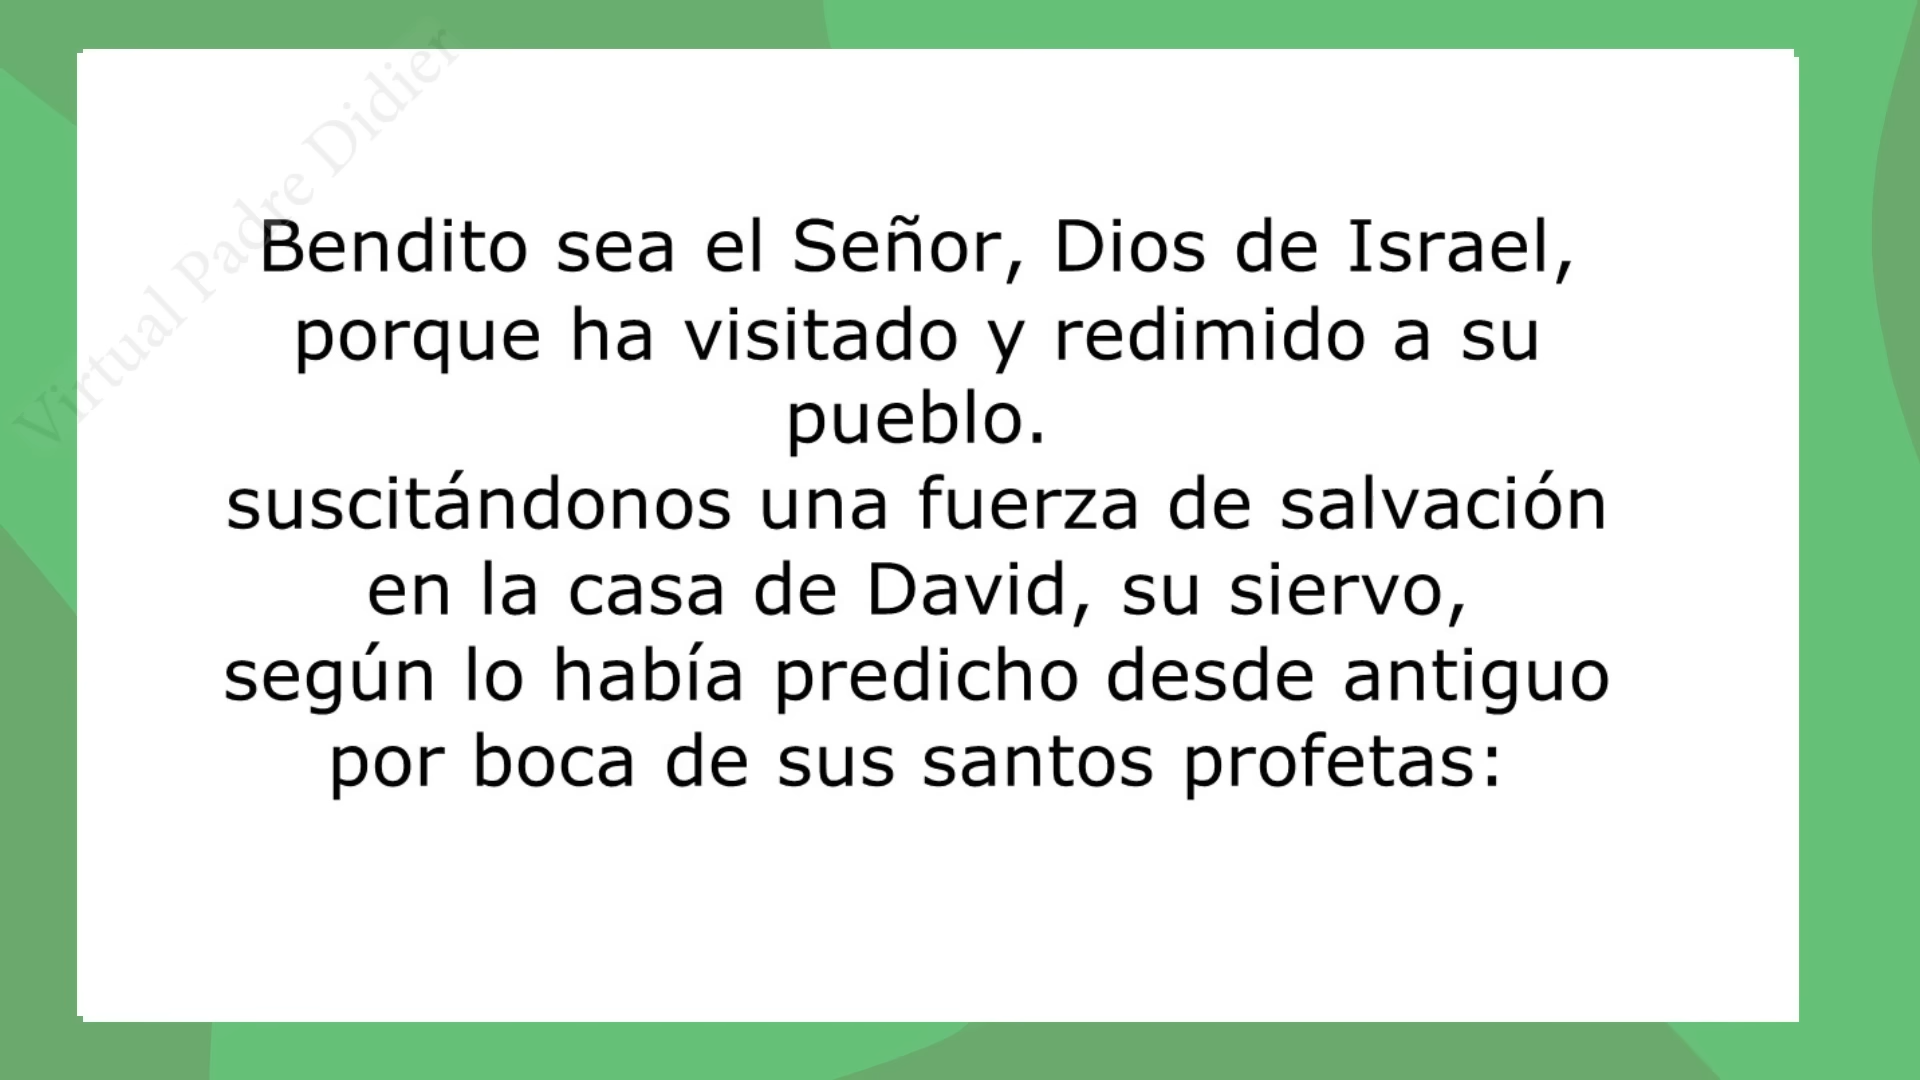 Virtual Padre Didier
Bendito sea el Señor, Dios de Israel,
porque ha visitado y redimido a su
pueblo.
suscitándonos una fuerza de salvación
en la casa de David, su siervo,
según lo había predicho desde antiguo
por boca de sus santos profetas: